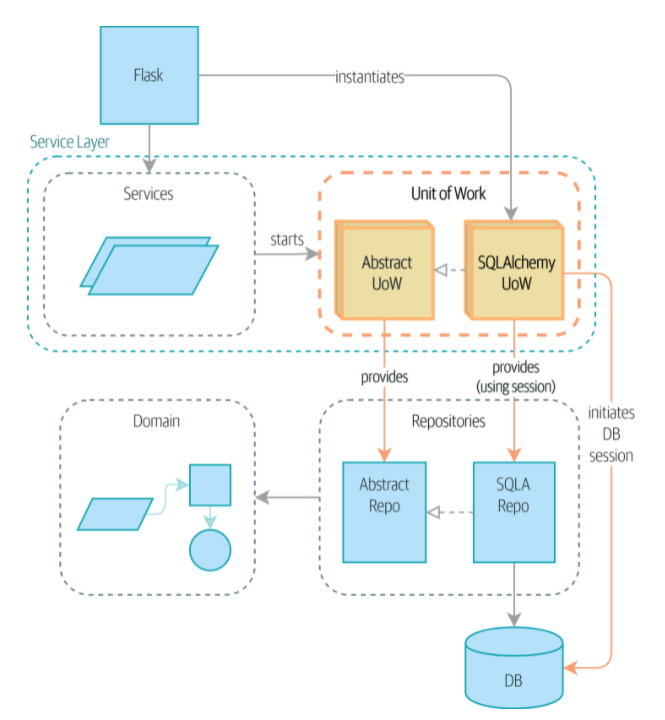 Flask
instantiates
Service Layer
Services
Unit of Work
starts
Abstract
UoW
SQLAlchemy
UoW
provides
provides
(using session)
initiates
DB
session
Domain
Repositories
Abstract
Repo
SQLA
Repo
DB